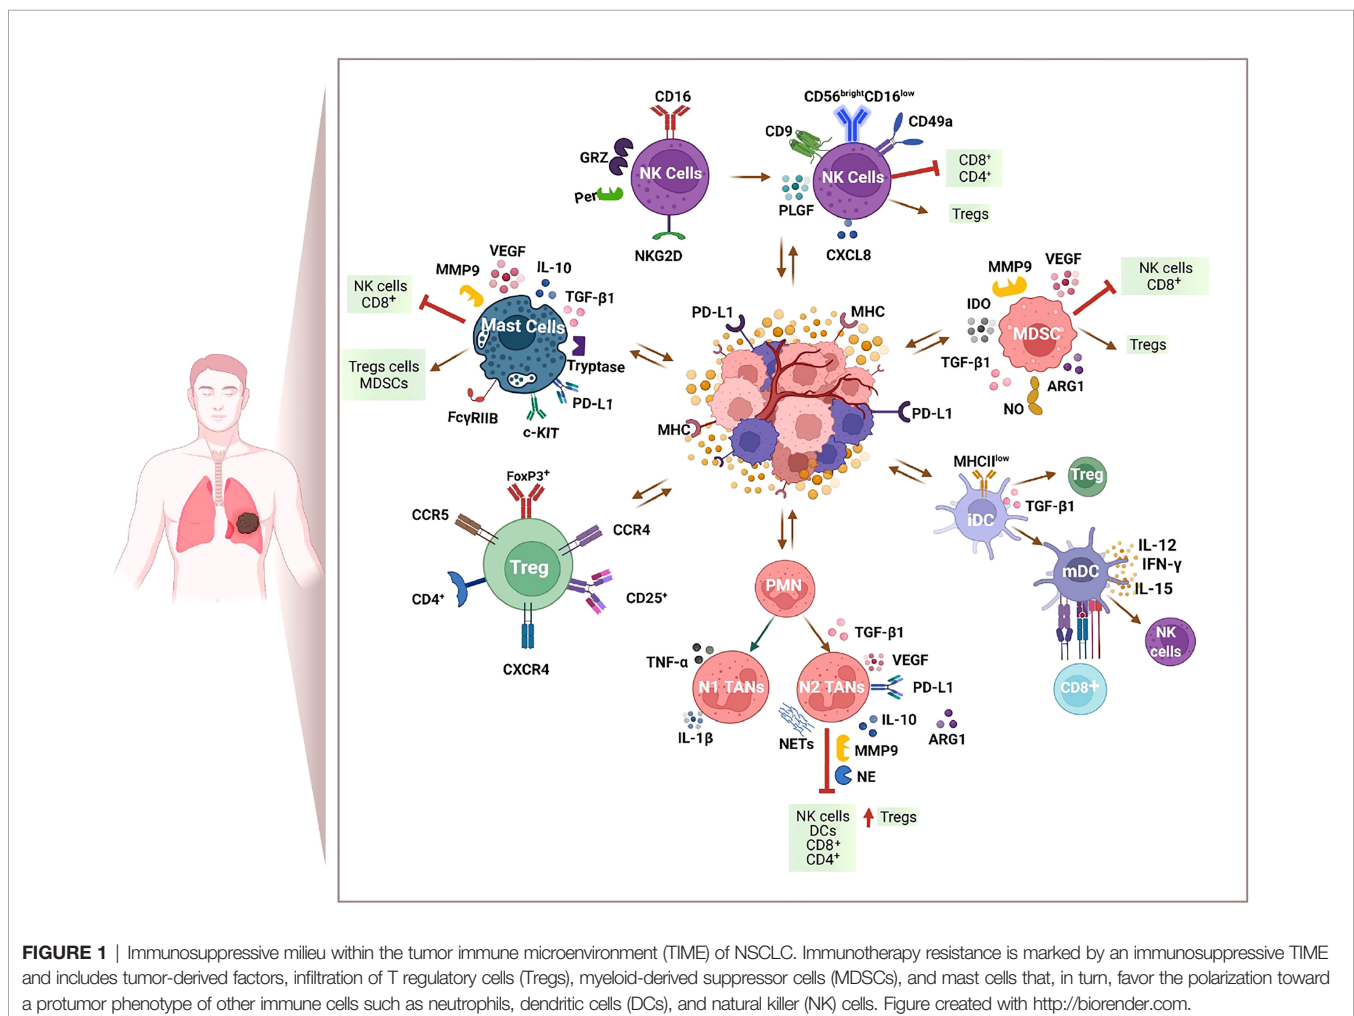 CD16
GRZ
NK Cells
Per
NKG2D
CD56brightCD16low
CD9
CD49a
NK Cells
PLGF
CXCL8
CD8+
CD4+
Tregs
VEGF
MMP9
IL-10
TGF-β1
NK cells
CD8+
Mast Cells
Tregs cells
MDSCs
Tryptase
PD-L1
FcγRIIB
c-KIT
PD-L1
MHC
MHC
PD-L1
MMP9
VEGF
NK cells
CD8+
IDO
MDSC
Tregs
TGF-β1
ARG1
NO
FoxP3+
CCR5
CCR4
Treg
CD4+
CD25+
CXCR4
MHCIIlow
Treg
iDC
TGF-β1
IL-12
IFN-γ
mDC
IL-15
NK
cells
CD8+
PMN
TGF-β1
TNF-α
VEGF
N1 TANs
N2 TANs
PD-L1
IL-1β
NETs
IL-10
ARG1
MMP9
NE
NK cells
DCs
CD8+
CD4+
Tregs
FIGURE 1 | Immunosuppressive milieu within the tumor immune microenvironment (TIME) of NSCLC. Immunotherapy resistance is marked by an immunosuppressive TIME
and includes tumor-derived factors, infiltration of T regulatory cells (Tregs), myeloid-derived suppressor cells (MDSCs), and mast cells that, in turn, favor the polarization toward
a protumor phenotype of other immune cells such as neutrophils, dendritic cells (DCs), and natural killer (NK) cells. Figure created with http://biorender.com.